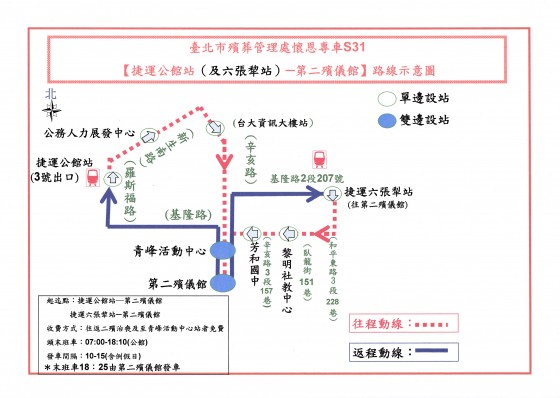 臺北市殯葬管理處懷恩專車S31
【捷運公館站（及六張犂站）–第二殯儀館】路線示意圖
北
單邊設站
雙邊設站
公務人力發展中心
新生南路
(台大資訊大樓站)
捷運公館站
(3號出口)
(羅斯福路)
(辛亥路)
基隆路2段207號
捷運六張犂站
(往第二殯儀館)
(基隆路)
青峰活動中心
第二殯儀館
芳和國中
(辛亥路3段157巷)
黎明社教中心
(臥龍街151巷)
(和平東路3段228巷)
往程動線：
返程動線：
起迄點：捷運公館站—第二殯儀館
捷運六張犂站—第二殯儀館
收費方式：往返二殯治喪及至青峰活動中心站者免費
頭末班車：07:00-18:10(公館)
發車間隔：10-15(含例假日)
＊末班車18：25由第二殯儀館發車